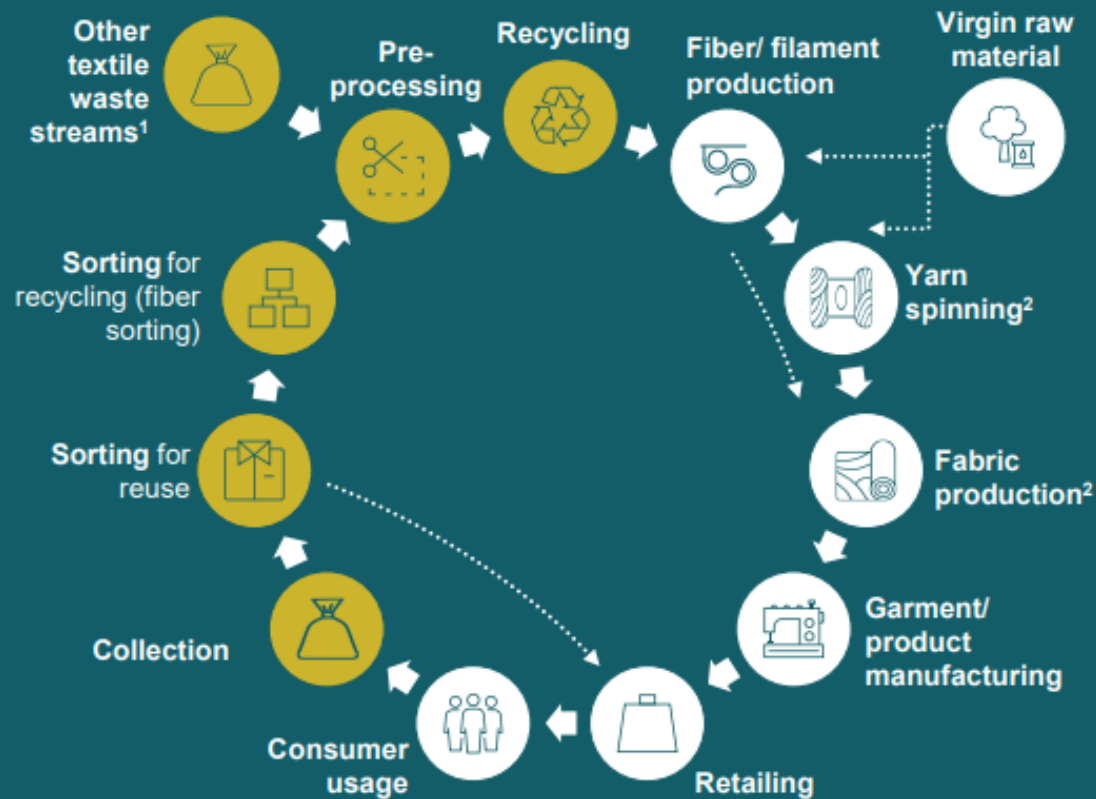 Other
textile
waste
streams¹
Pre-
processing
Recycling
Fiber/ filament
production
Virgin raw
material
Yarn
spinning²
Fabric
production²
Garment/
product
manufacturing
Retailing
Consumer
usage
Collection
Sorting for
reuse
Sorting for
recycling (fiber
sorting)